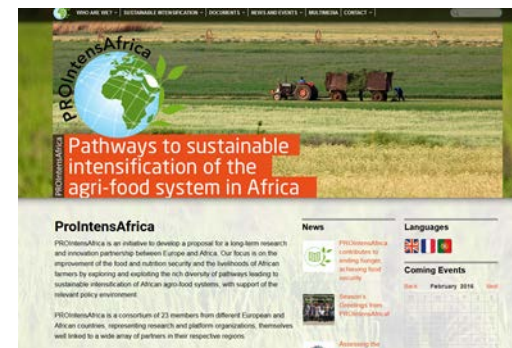 WHO ARE WE? | SUSTAINABLE INTENSIFICATION | DOCUMENTS | NEWS AND EVENTS | MULTIMEDIA | CONTACT
PROIntensAfrica
PROIntensAfrica
Pathways to sustainable
intensification of the
agri-food system in Africa
ProIntensAfrica
PROIntensAfrica is an initiative to develop a proposal for a long-term research
and innovation partnership between Europe and Africa. Our focus is on the
improvement of the food and nutrition security and the livelihoods of African
farmers by exploring and exploiting the rich diversity of pathways leading to
sustainable intensification of African agro-food systems, with support of the
relevant policy environment.
PROIntensAfrica is a consortium of 23 members from different European and
African countries, representing research and platform organizations, themselves
well linked to a wide array of partners in their respective regions.
News
PROIntensAfrica
contributes to
ending hunger,
achieving food
security
Season's
Greetings from
PROIntensAfrica!
Assessing the
Languages
Coming Events
Back February 2016 Next